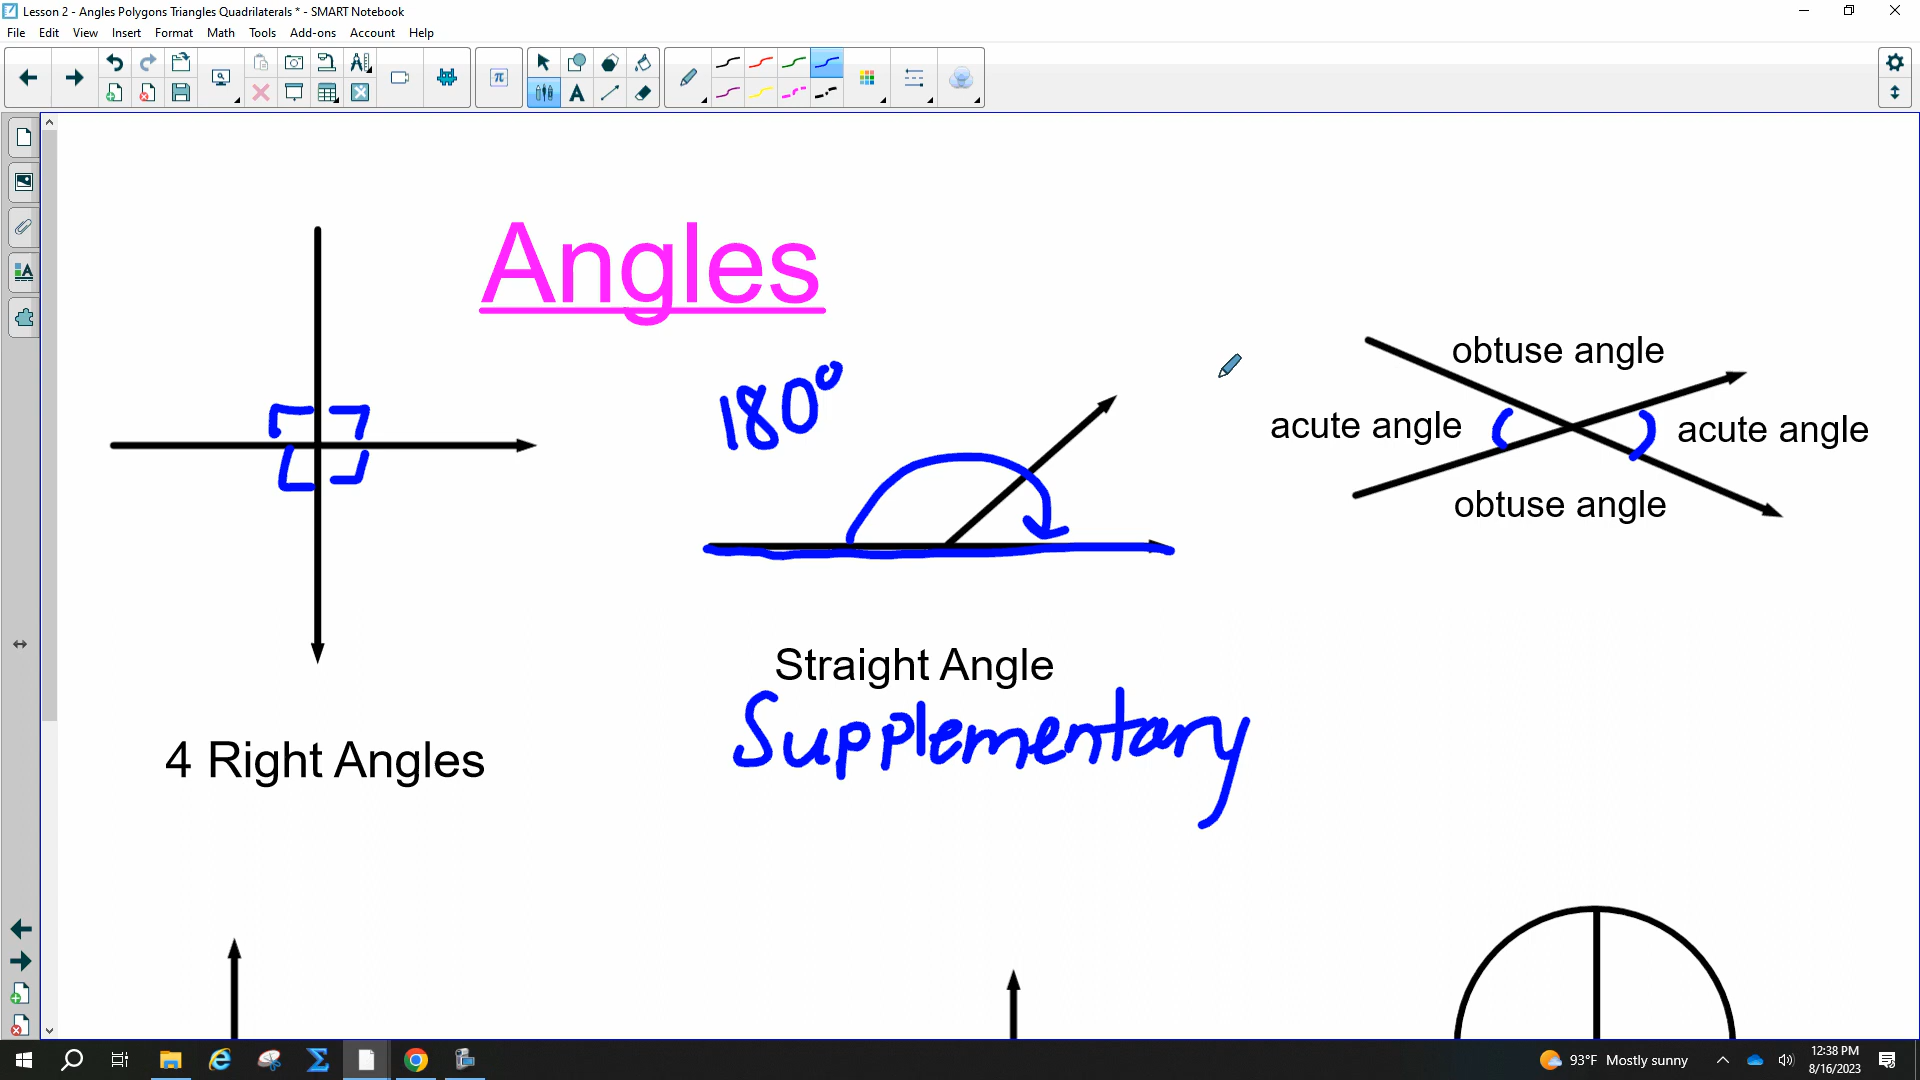 Lesson 2 - Angles Polygons Triangles Quadrilaterals * - SMART Notebook
File Edit View Insert Format Math Tools Add-ons Account Help
Angles
180°
obtuse angle
acute angle
acute angle
obtuse angle
Straight Angle
Supplementary
4 Right Angles
93°F Mostly sunny
12:38 PM
8/16/2023